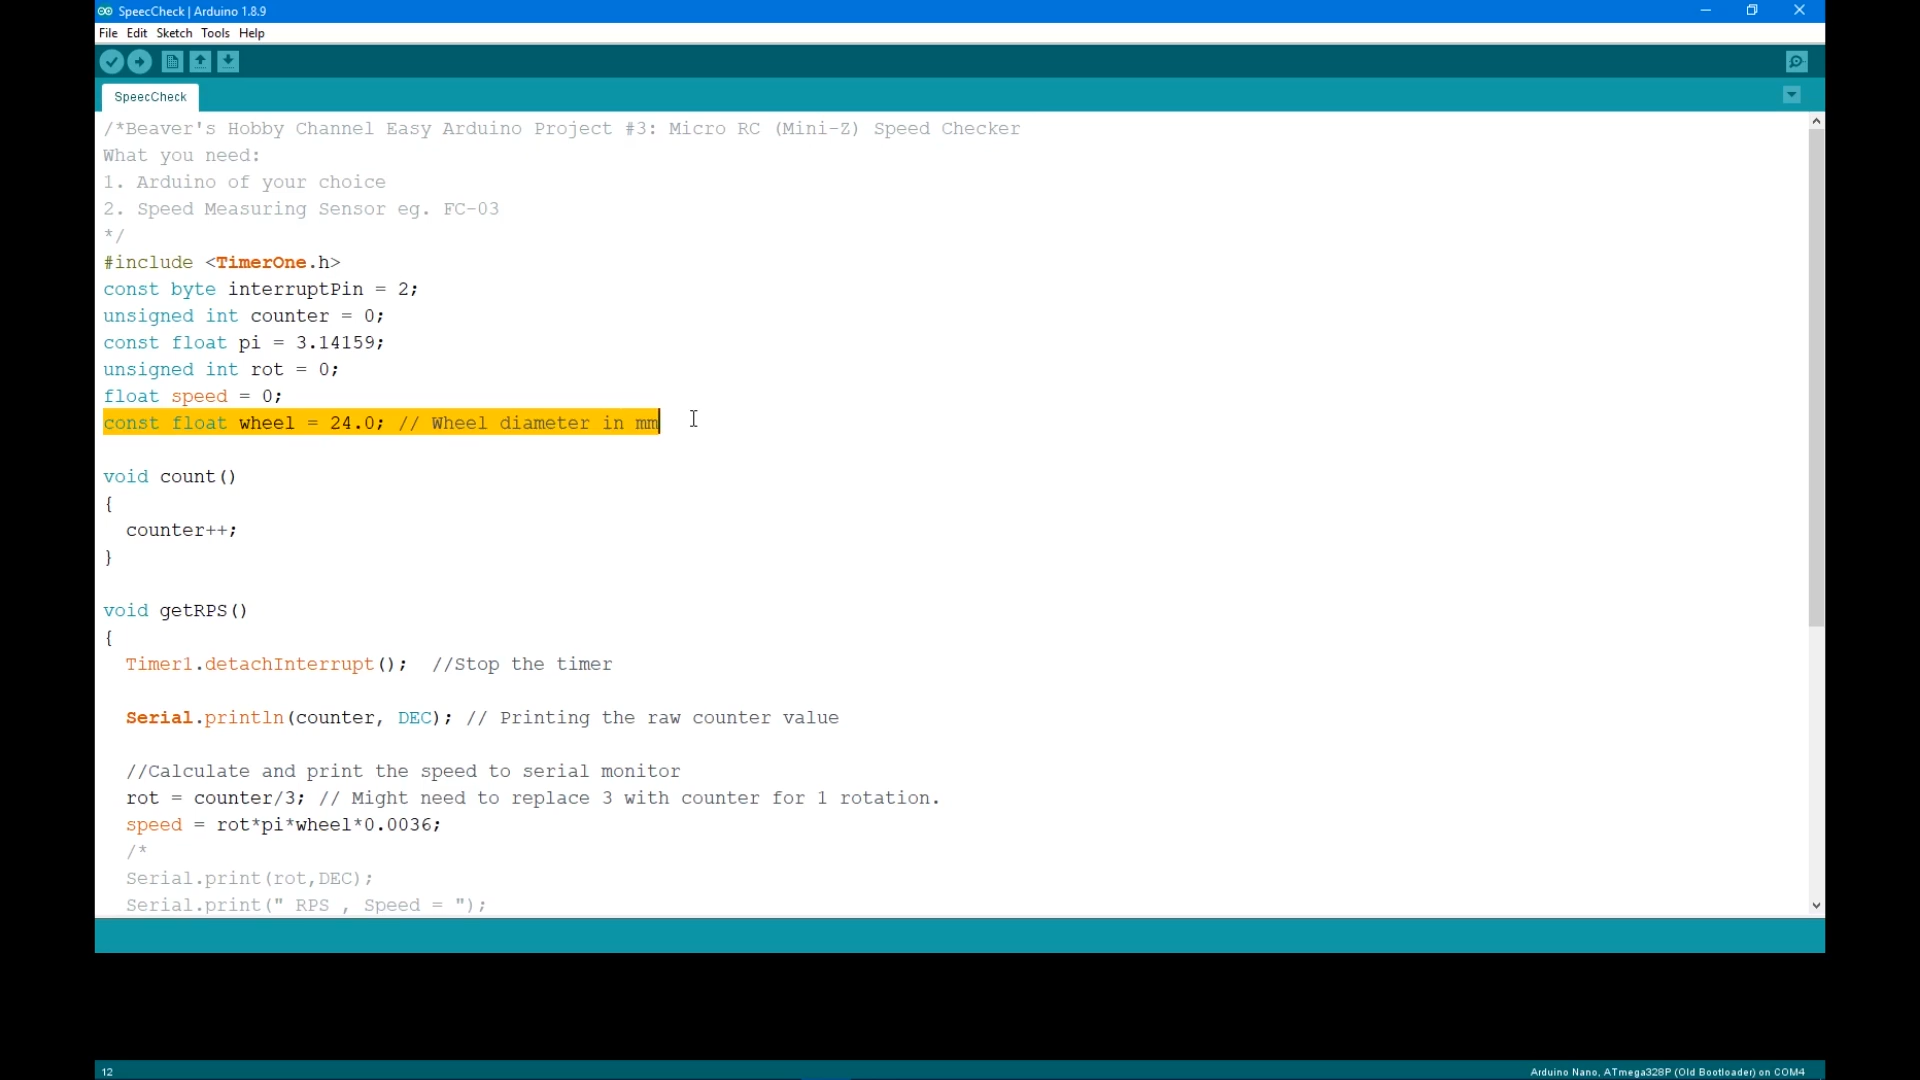 SpeecCheck | Arduino 1.8.9
File Edit Sketch Tools Help
SpeecCheck
/*Beaver's Hobby Channel Easy Arduino Project #3: Micro RC (Mini-Z) Speed Checker
What you need:
1. Arduino of your choice
2. Speed Measuring Sensor eg. FC-03
*/
#include <TimerOne.h>
const byte interruptPin = 2;
unsigned int counter = 0;
const float pi = 3.14159;
unsigned int rot = 0;
float speed = 0;
const float wheel = 24.0; // Wheel diameter in mm
void count()
{
  counter++;
}
void getRPS()
{
  Timer1.detachInterrupt();  //Stop the timer
  Serial.println(counter, DEC); // Printing the raw counter value
  //Calculate and print the speed to serial monitor
  rot = counter/3; // Might need to replace 3 with counter for 1 rotation.
  speed = rot*pi*wheel*0.0036;
  /*
  Serial.print(rot,DEC);
  Serial.print(" RPS , Speed = ");
12
Arduino Nano, ATmega328P (Old Bootloader) on COM4